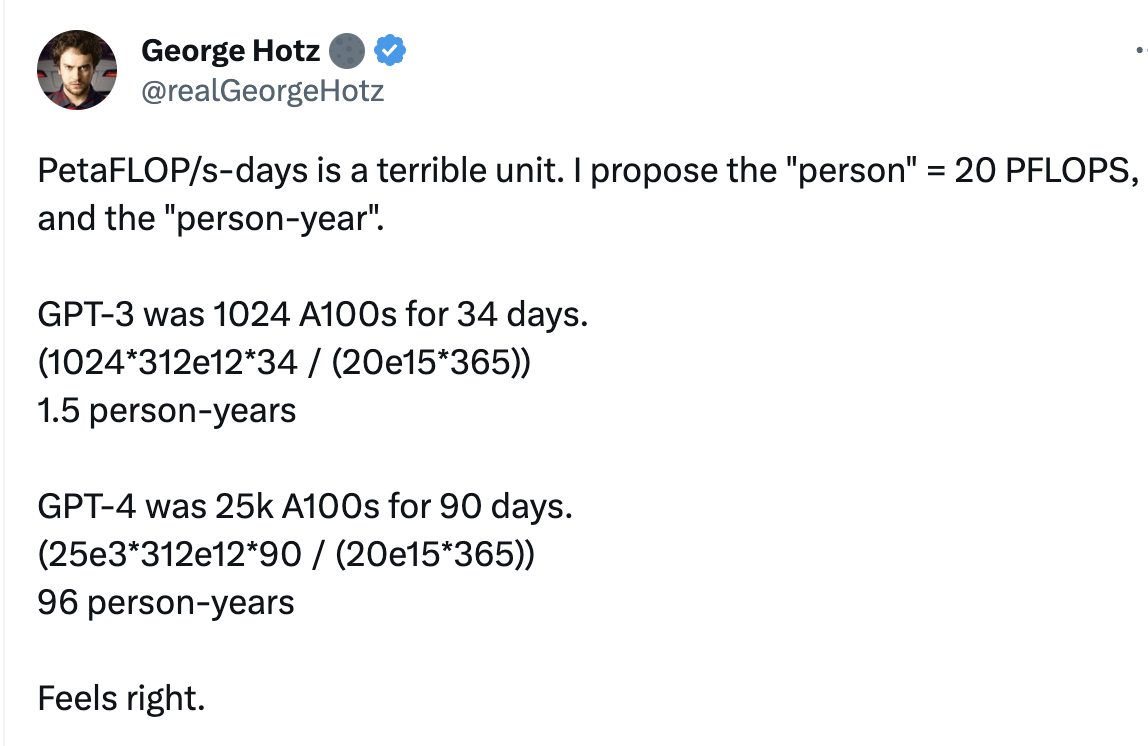 George Hotz
@realGeorgeHotz
PetaFLOP/s-days is a terrible unit. I propose the "person" = 20 PFLOPS,
and the "person-year".
GPT-3 was 1024 A100s for 34 days.
(1024*312e12*34 / (20e15*365))
1.5 person-years
GPT-4 was 25k A100s for 90 days.
(25e3*312e12*90 / (20e15*365))
96 person-years
Feels right.